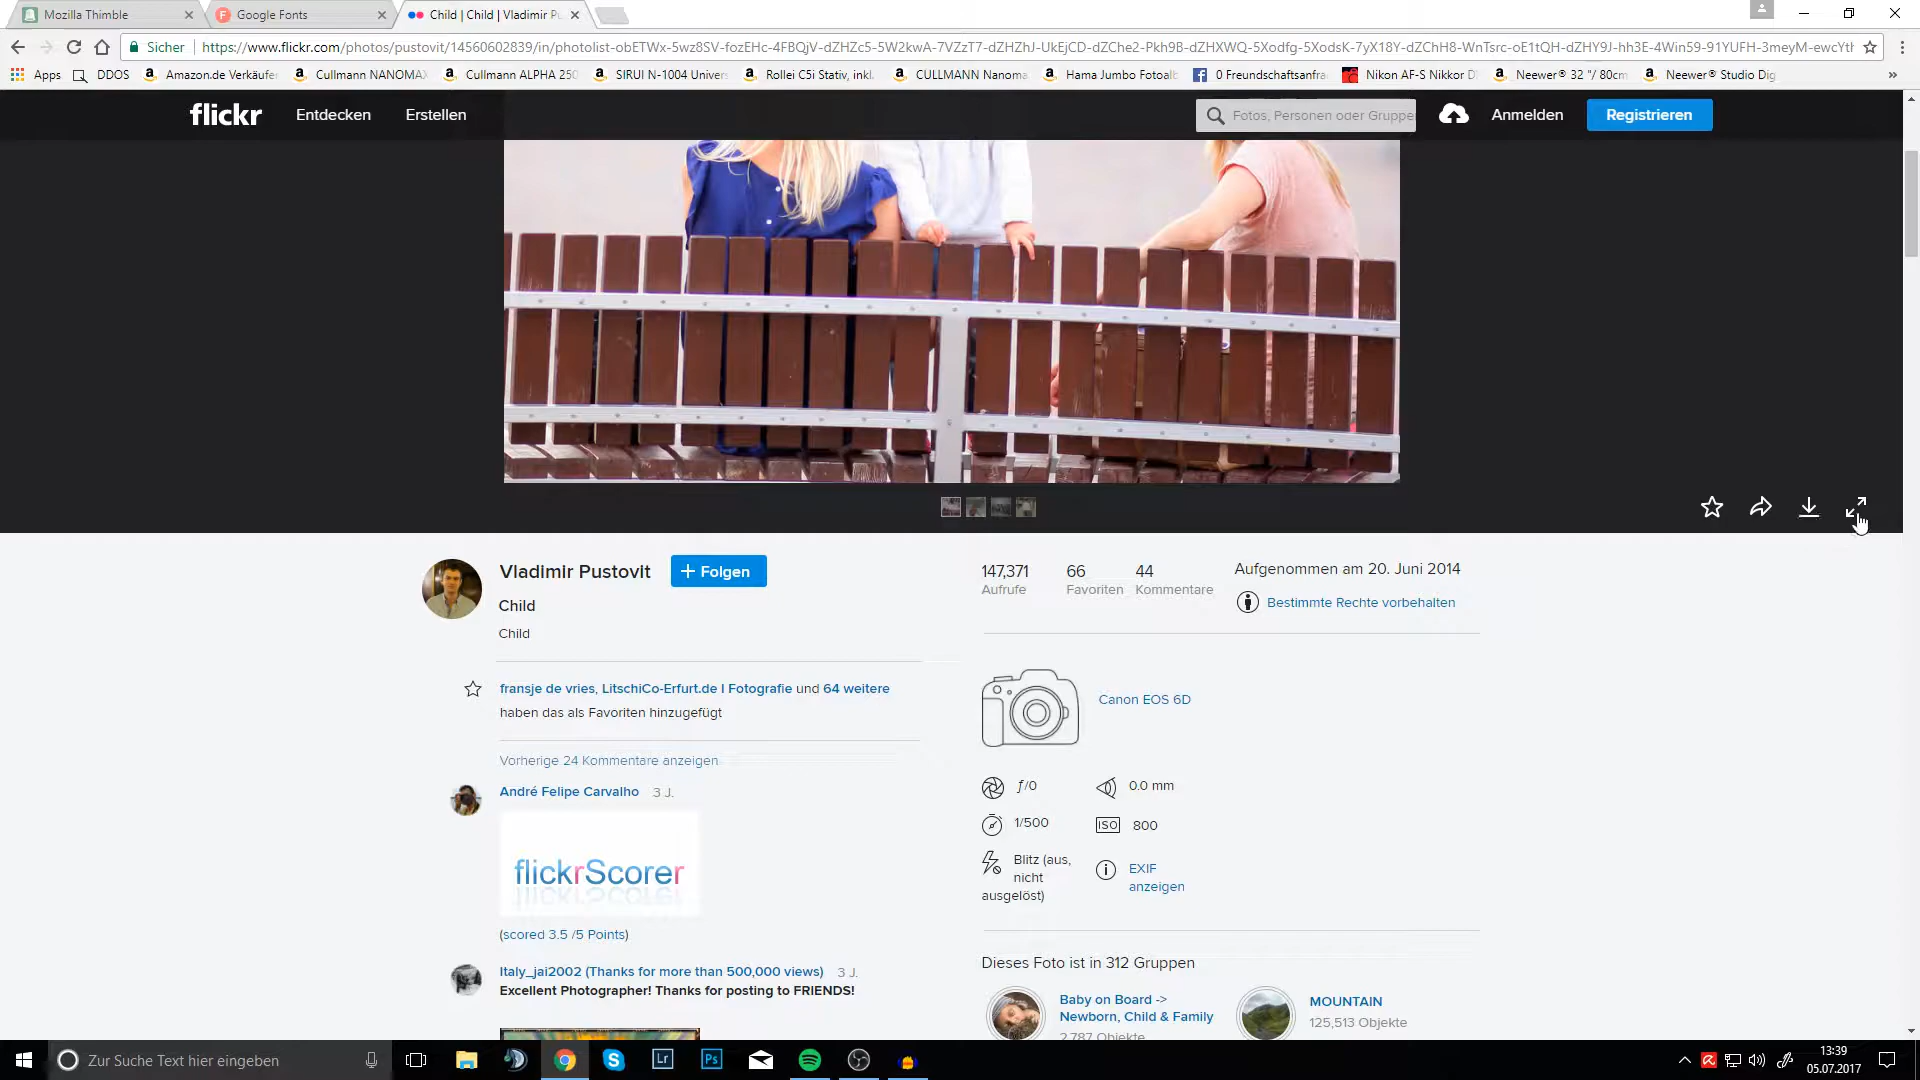 Mozilla Thimble
Google Fonts
Child | Child | Vladimir Pu
Sicher
https://www.flickr.com/photos/pustovit/14560602839/in/photolist-obETWx-5wz8SV-fozEHc-4FBQjV-dZHZc5-5W2kwA-7VZzT7-dZHZhJ-UkEjCD-dZChe2-Pkh9B-dZHXWQ-5Xodfg-5XodsK-7yX18Y-dZChH8-WnTsrc-oE1tQH-dZHY9J-hh3E-4Win59-91YUFH-3meyM-ewcYth
Apps
DDOS
Amazon.de Verkäufe
Cullmann NANOMAX
Cullmann ALPHA 250
SIRUI N-1004 Univers
Rollei C5i Stativ, inkl.
CULLMANN Nanoma
Hama Jumbo Fotoalb
0 Freundschaftsanfra
Nikon AF-S Nikkor D
Neewer® 32 "/ 80cm
Neewer® Studio Dig
flickr
Entdecken
Erstellen
Fotos, Personen oder Gruppe
Anmelden
Registrieren
Vladimir Pustovit
+ Folgen
Child
Child
147,371
Aufrufe
66
Favoriten
44
Kommentare
Aufgenommen am 20. Juni 2014
Bestimmte Rechte vorbehalten
fransje de vries, LitschiCo-Erfurt.de I Fotografie und 64 weitere
haben das als Favoriten hinzugefügt
Vorherige 24 Kommentare anzeigen
André Felipe Carvalho 3 J.
flickrScorer
(scored 3.5 /5 Points)
Italy_jai2002 (Thanks for more than 500,000 views) 3 J.
Excellent Photographer! Thanks for posting to FRIENDS!
Canon EOS 6D
ƒ/0
0.0 mm
1/500
ISO
800
Blitz (aus,
nicht
ausgelöst)
EXIF
anzeigen
Dieses Foto ist in 312 Gruppen
Baby on Board ->
Newborn, Child & Family
2,787 Objekte
MOUNTAIN
125,513 Objekte
Zur Suche Text hier eingeben
Lr
Ps
13:39
05.07.2017